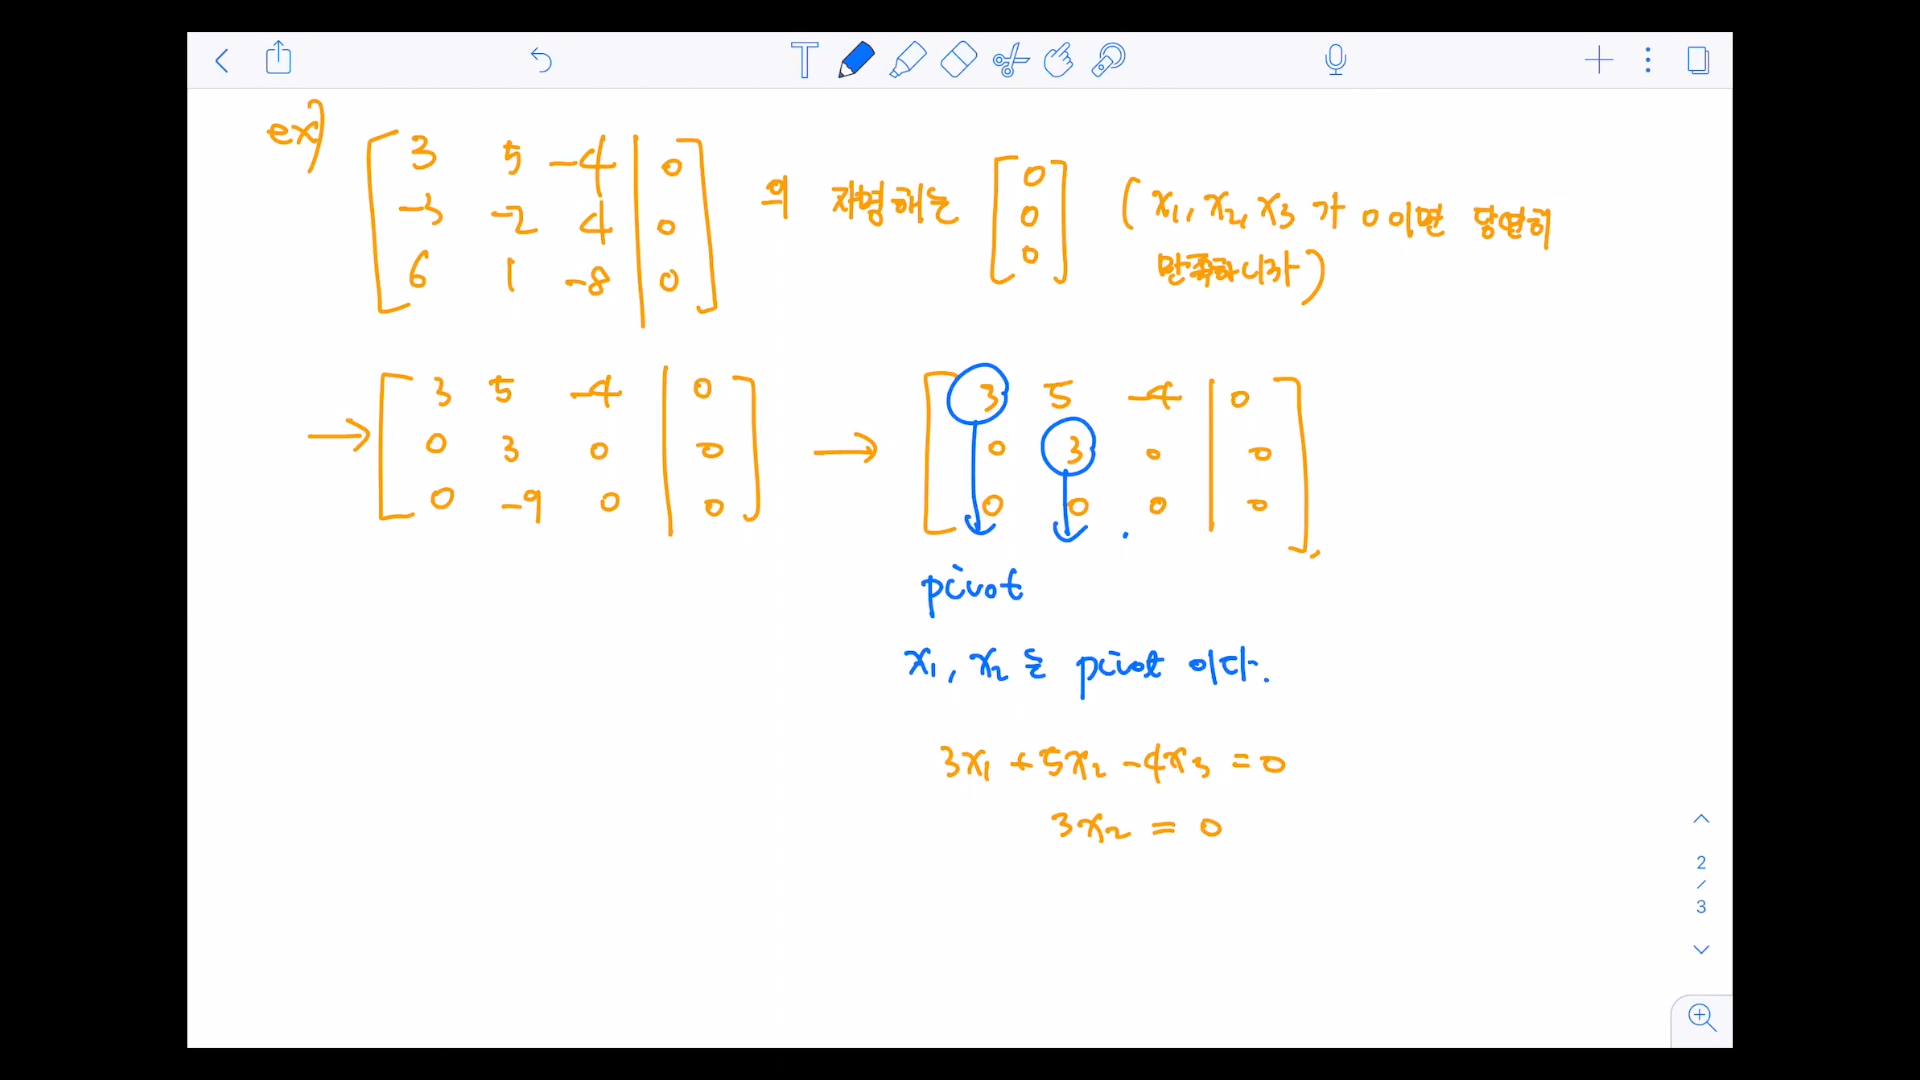 ex)
3 5 -4 | 0
-3 -2 4 | 0
6 1 -8 | 0
의 자명해는
0
0
0
(x₁, x₂, x₃ 가 0 이면 당연히
만족하니까)
→
3 5 -4 | 0
0 3 0 | 0
0 -9 0 | 0
→
3 5 -4 | 0
0 3 0 | 0
0 0 0 | 0
pivot
x₁, x₂ 는 pivot 이다.
3x₁ + 5x₂ - 4x₃ = 0
3x₂ = 0
2
/
3